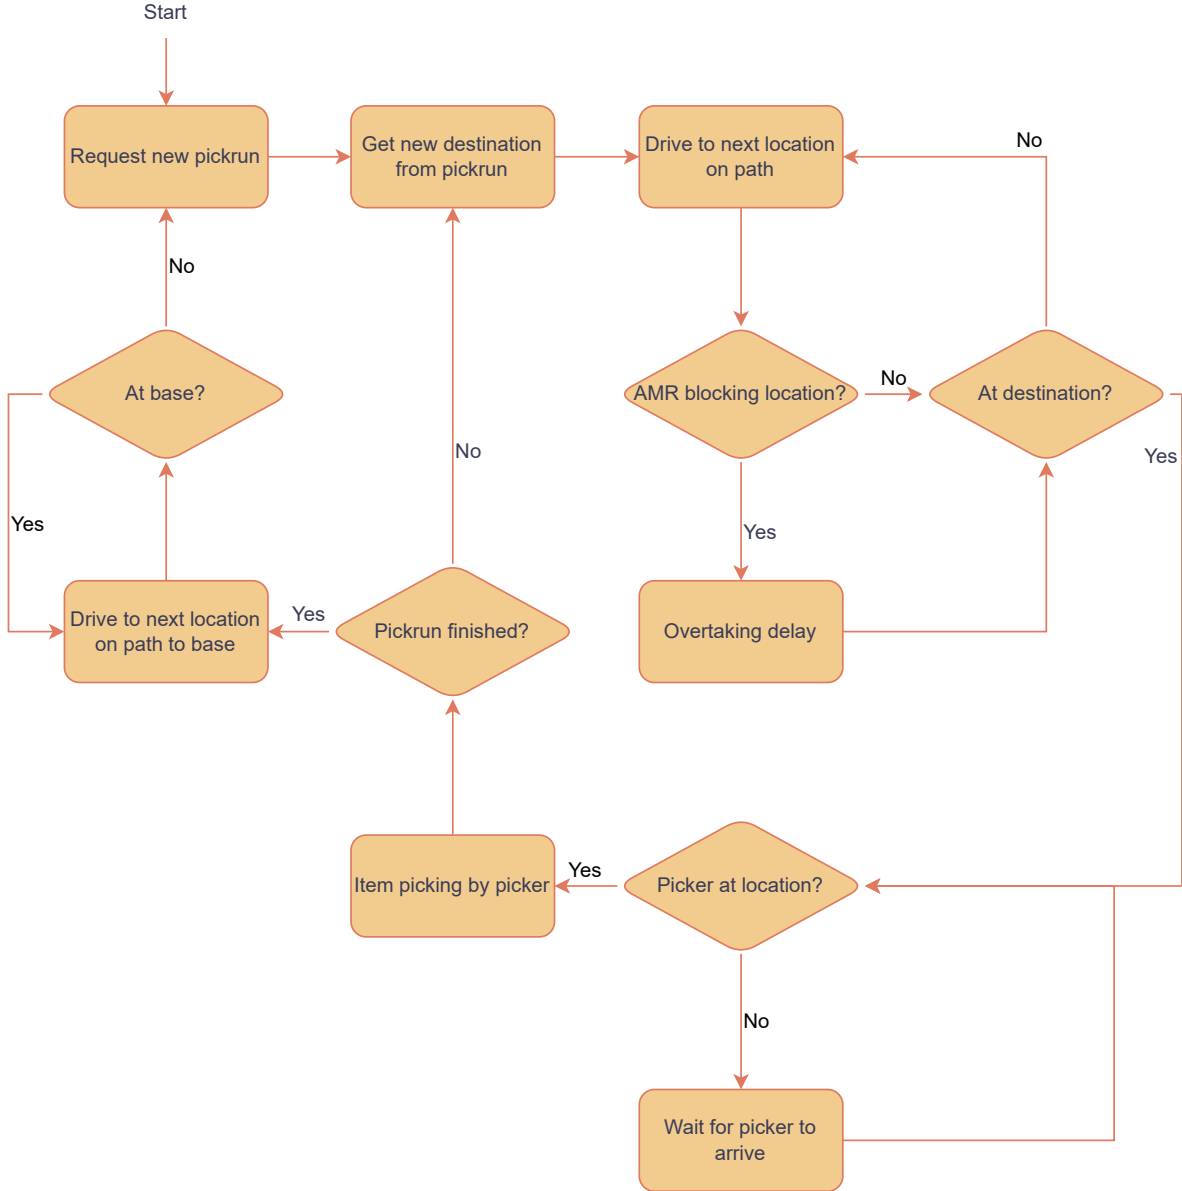 Start
Request new pickrun
Get new destination
from pickrun
Drive to next location
on path
No
No
At base?
AMR blocking location?
No
At destination?
Yes
No
Yes
Yes
Drive to next location
on path to base
Yes
Pickrun finished?
Overtaking delay
Item picking by picker
Yes
Picker at location?
No
Wait for picker to
arrive